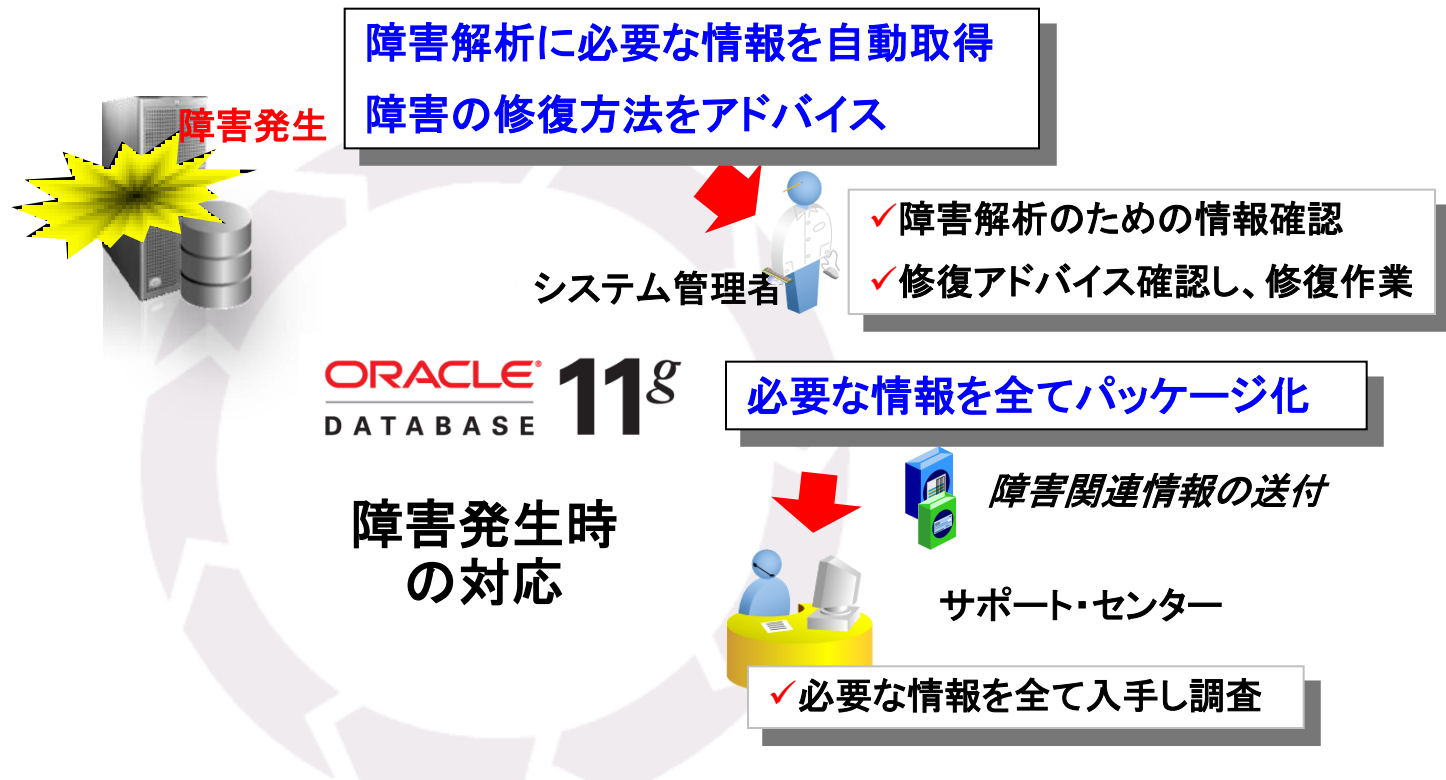 障害解析に必要な情報を自動取得
障害の修復方法をアドバイス
障害発生
✓障害解析のための情報確認
✓修復アドバイス確認し、修復作業
システム管理者
ORACLE® 11g
DATABASE
必要な情報を全てパッケージ化
障害関連情報の送付
障害発生時
の対応
サポート・センター
✓必要な情報を全て入手し調査